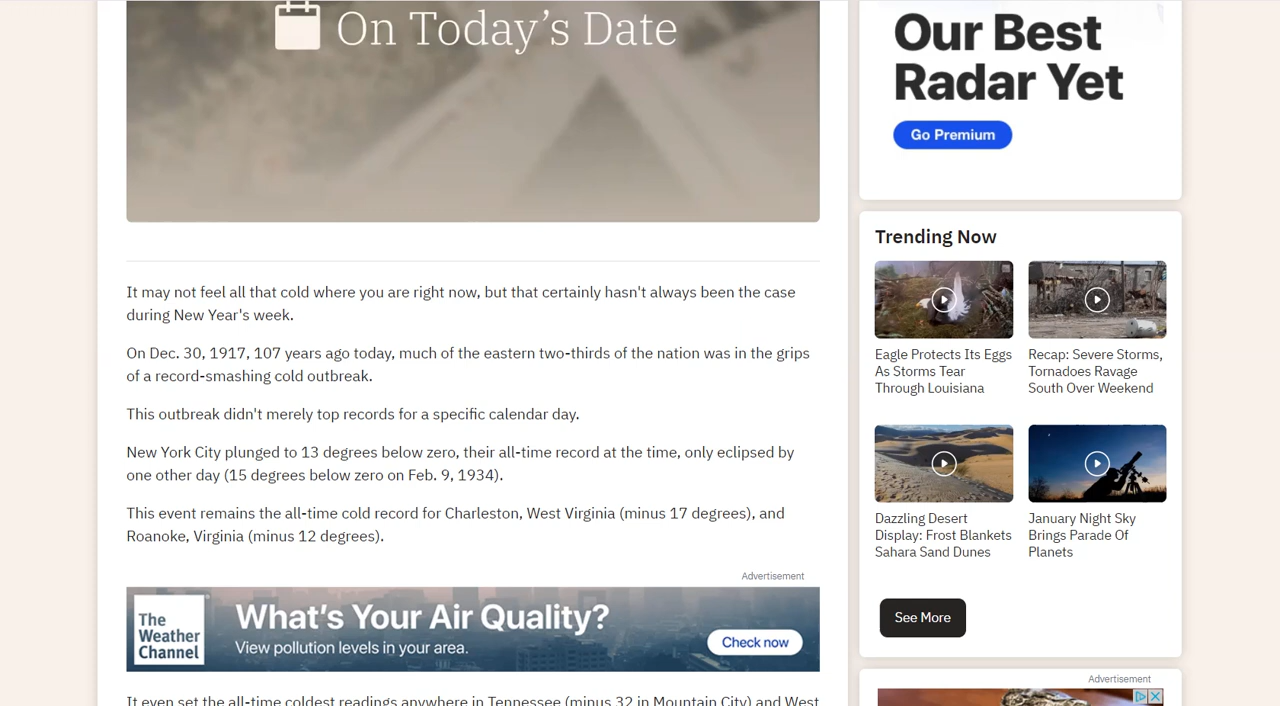 On Today’s Date
It may not feel all that cold where you are right now, but that certainly hasn't always been the case
during New Year's week.
On Dec. 30, 1917, 107 years ago today, much of the eastern two-thirds of the nation was in the grips
of a record-smashing cold outbreak.
This outbreak didn't merely top records for a specific calendar day.
New York City plunged to 13 degrees below zero, their all-time record at the time, only eclipsed by
one other day (15 degrees below zero on Feb. 9, 1934).
This event remains the all-time cold record for Charleston, West Virginia (minus 17 degrees), and
Roanoke, Virginia (minus 12 degrees).
Advertisement
The
Weather
Channel
What's Your Air Quality?
View pollution levels in your area.
Check now
It even set the all-time coldest readings anywhere in Tennessee (minus 32 in Mountain City) and West
Our Best
Radar Yet
Go Premium
Trending Now
Eagle Protects Its Eggs
As Storms Tear
Through Louisiana
Recap: Severe Storms,
Tornadoes Ravage
South Over Weekend
Dazzling Desert
Display: Frost Blankets
Sahara Sand Dunes
January Night Sky
Brings Parade Of
Planets
See More
Advertisement